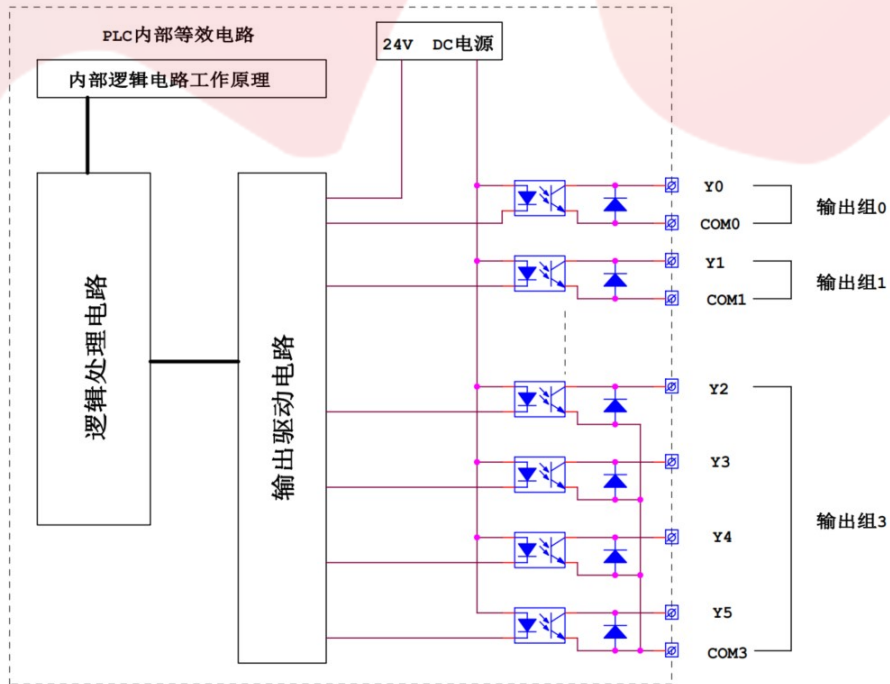 PLC内部等效电路
24V DC电源
内部逻辑电路工作原理
逻辑处理电路
输出驱动电路
Y0
COM0
输出组0
Y1
COM1
输出组1
Y2
Y3
Y4
Y5
COM3
输出组3